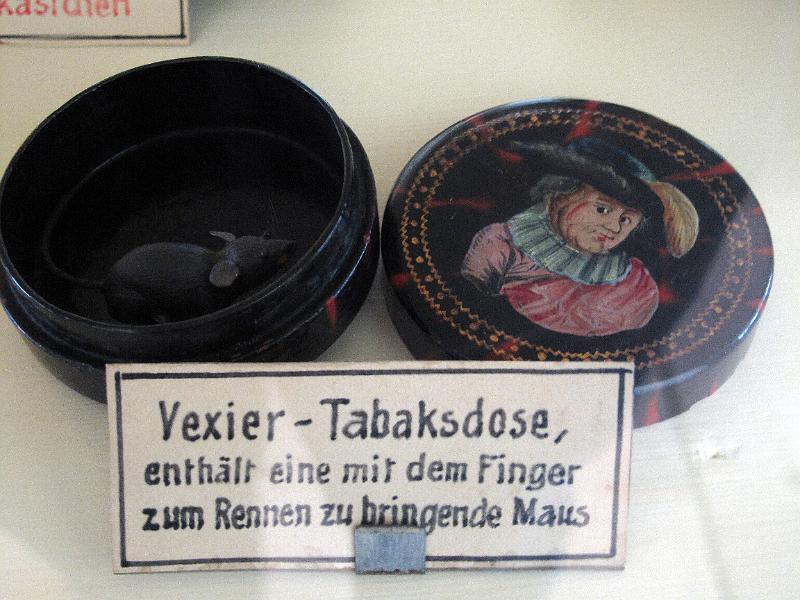 kästchen
Vexier-Tabaksdose,
enthält eine mit dem Finger
zum Rennen zu bringende Maus